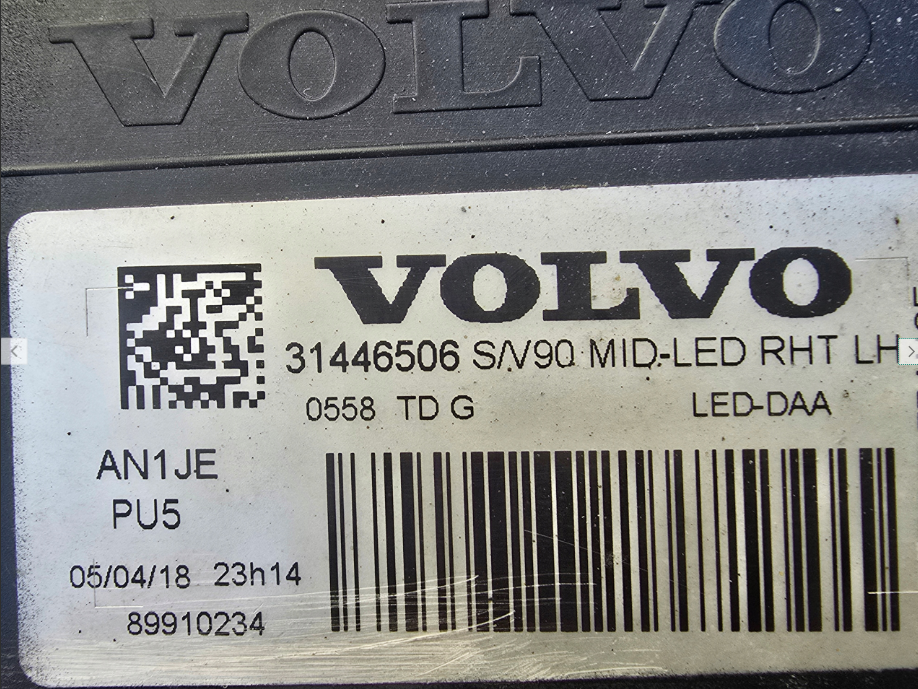 VOLVO
VOLVO
31446506 S/V90 MID-LED RHT LH
0558 TD G LED-DAA
AN1JE
PU5
05/04/18 23h14
89910234